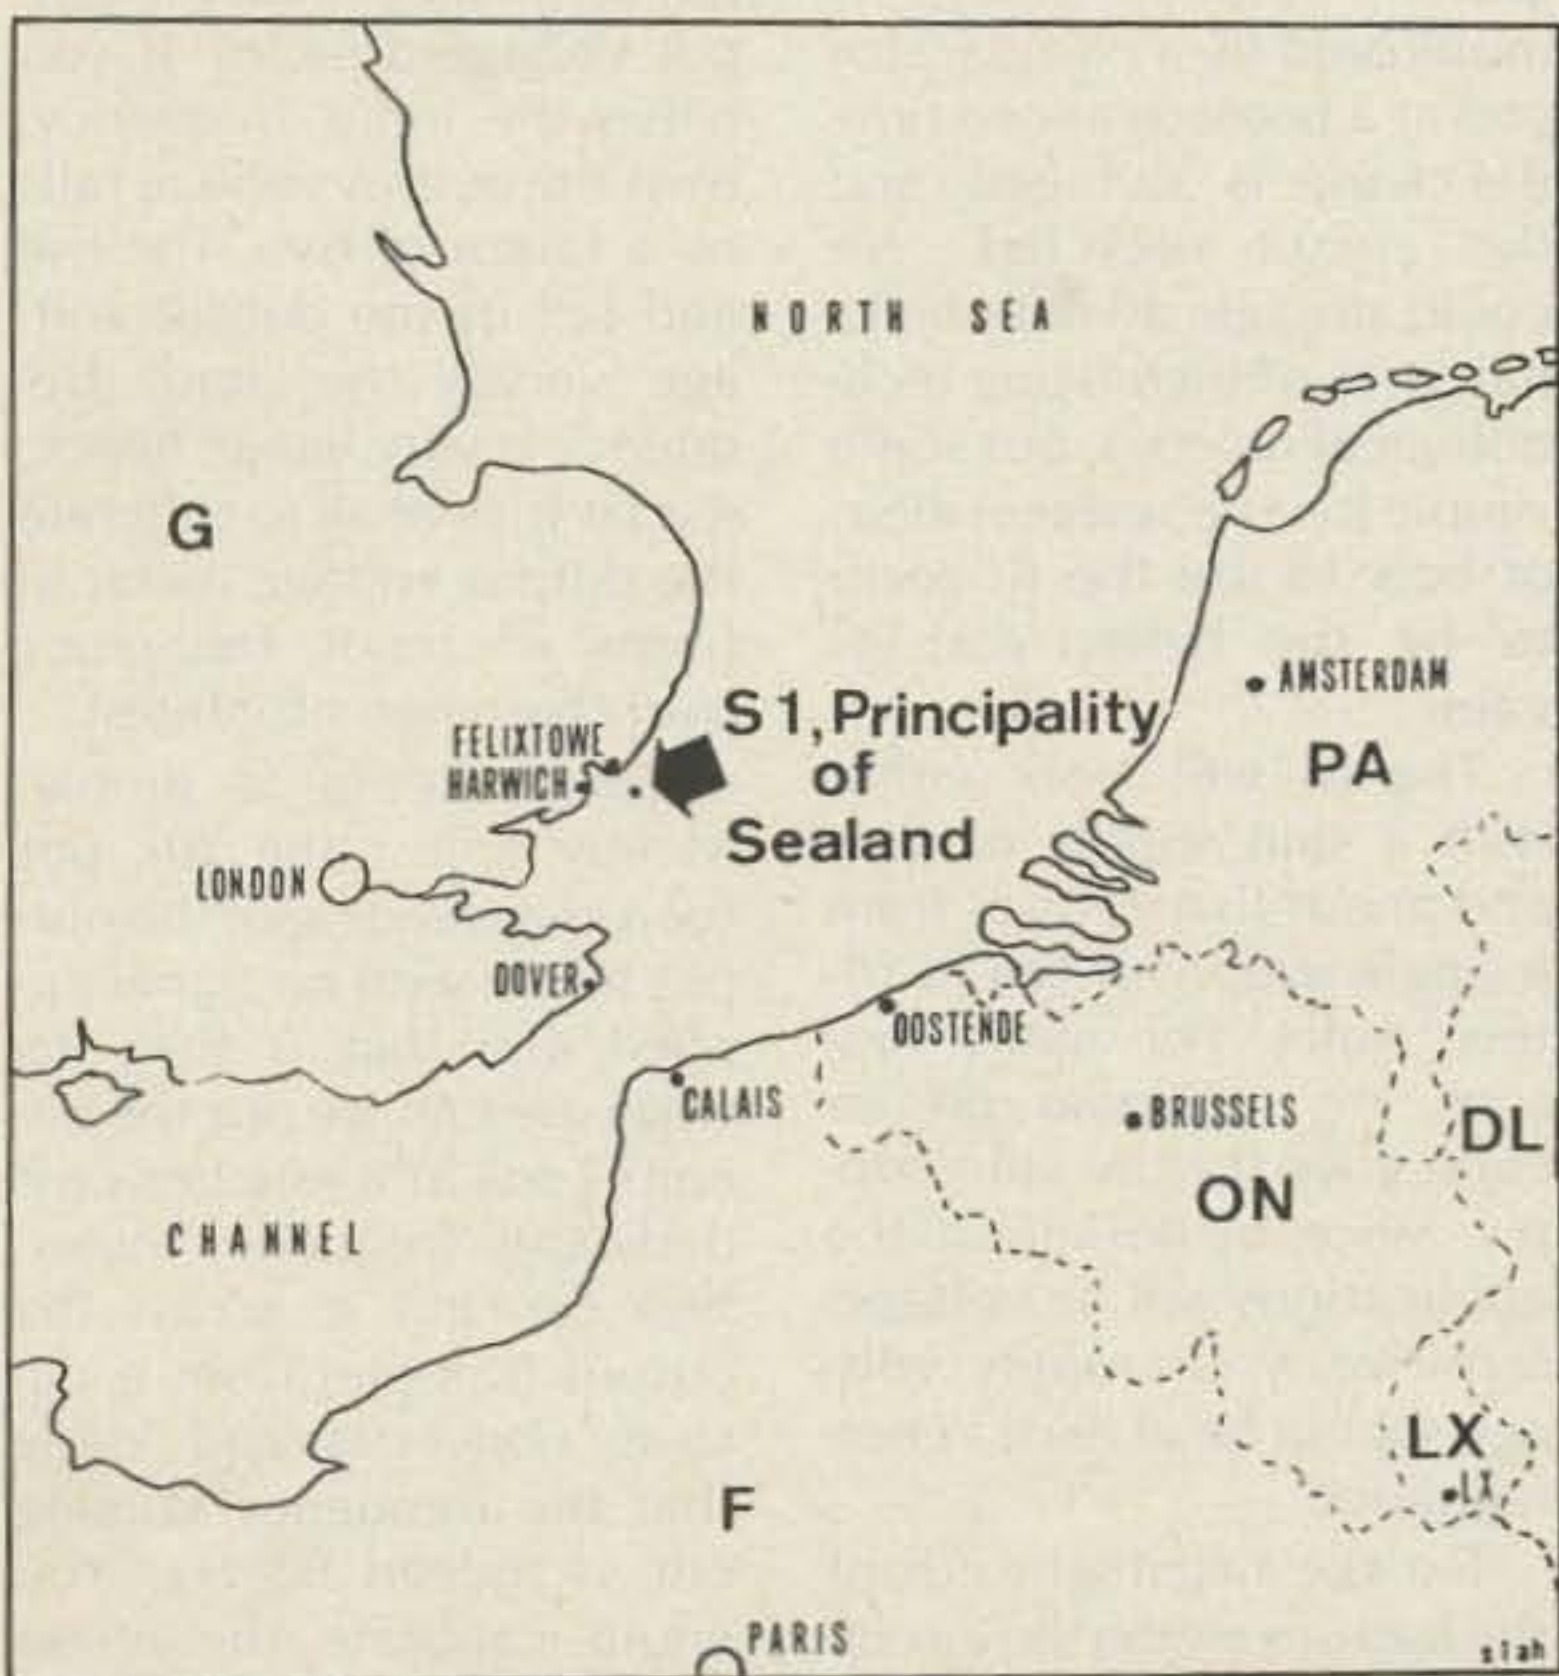 NORTH SEA
G
AMSTERDAM
S1, Principality
of
Sealand
FELIXTOWE
HARWICH
PA
LONDON
DOVER
OOSTENDE
CALAIS
BRUSSELS
DL
ON
CHANNEL
LX
LX
F
PARIS
siah